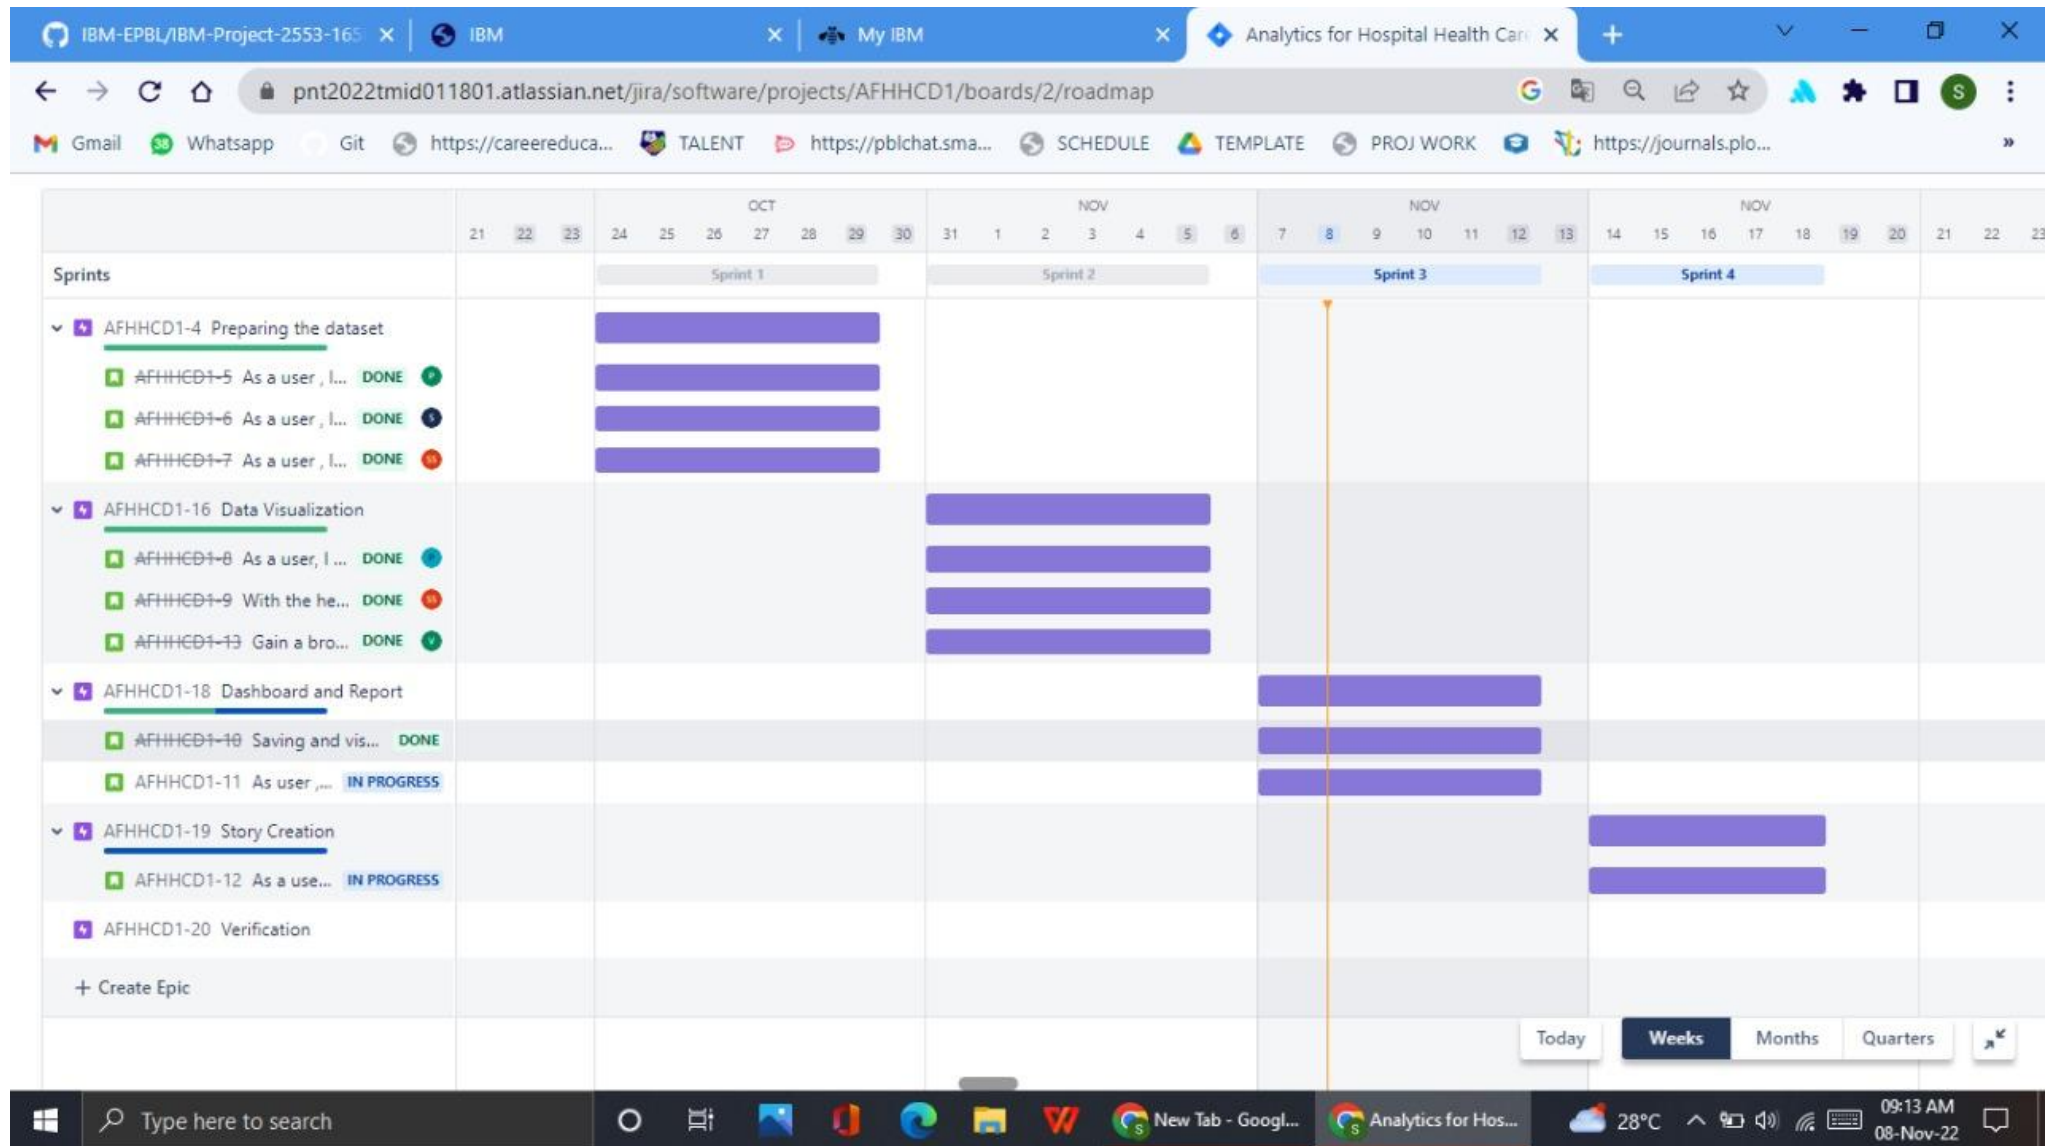 IBM-EPBL/IBM-Project-2553-165
IBM
My IBM
Analytics for Hospital Health Car
pnt2022tmid011801.atlassian.net/jira/software/projects/AFHHCD1/boards/2/roadmap
S
Gmail
38 Whatsapp
Git
https://careereduca...
TALENT
https://pblchat.sma...
SCHEDULE
TEMPLATE
PROJ WORK
https://journals.plo...
»
OCT NOV NOV NOV
21 22 23 24 25 26 27 28 29 30 31 1 2 3 4 5 6 7 8 9 10 11 12 13 14 15 16 17 18 19 20 21 22 23
Sprints Sprint 1 Sprint 2 Sprint 3 Sprint 4
AFHHCD1-4 Preparing the dataset
AFHHCD1-5 As a user , I... DONE P
AFHHCD1-6 As a user , I... DONE S
AFHHCD1-7 As a user , I... DONE SS
AFHHCD1-16 Data Visualization
AFHHCD1-8 As a user, I ... DONE
AFHHCD1-9 With the he... DONE SS
AFHHCD1-13 Gain a bro... DONE V
AFHHCD1-18 Dashboard and Report
AFHHCD1-10 Saving and vis... DONE
AFHHCD1-11 As user ,... IN PROGRESS
AFHHCD1-19 Story Creation
AFHHCD1-12 As a use... IN PROGRESS
AFHHCD1-20 Verification
+ Create Epic
Today Weeks Months Quarters
Type here to search
New Tab - Googl...
Analytics for Hos...
28°C
09:13 AM
08-Nov-22